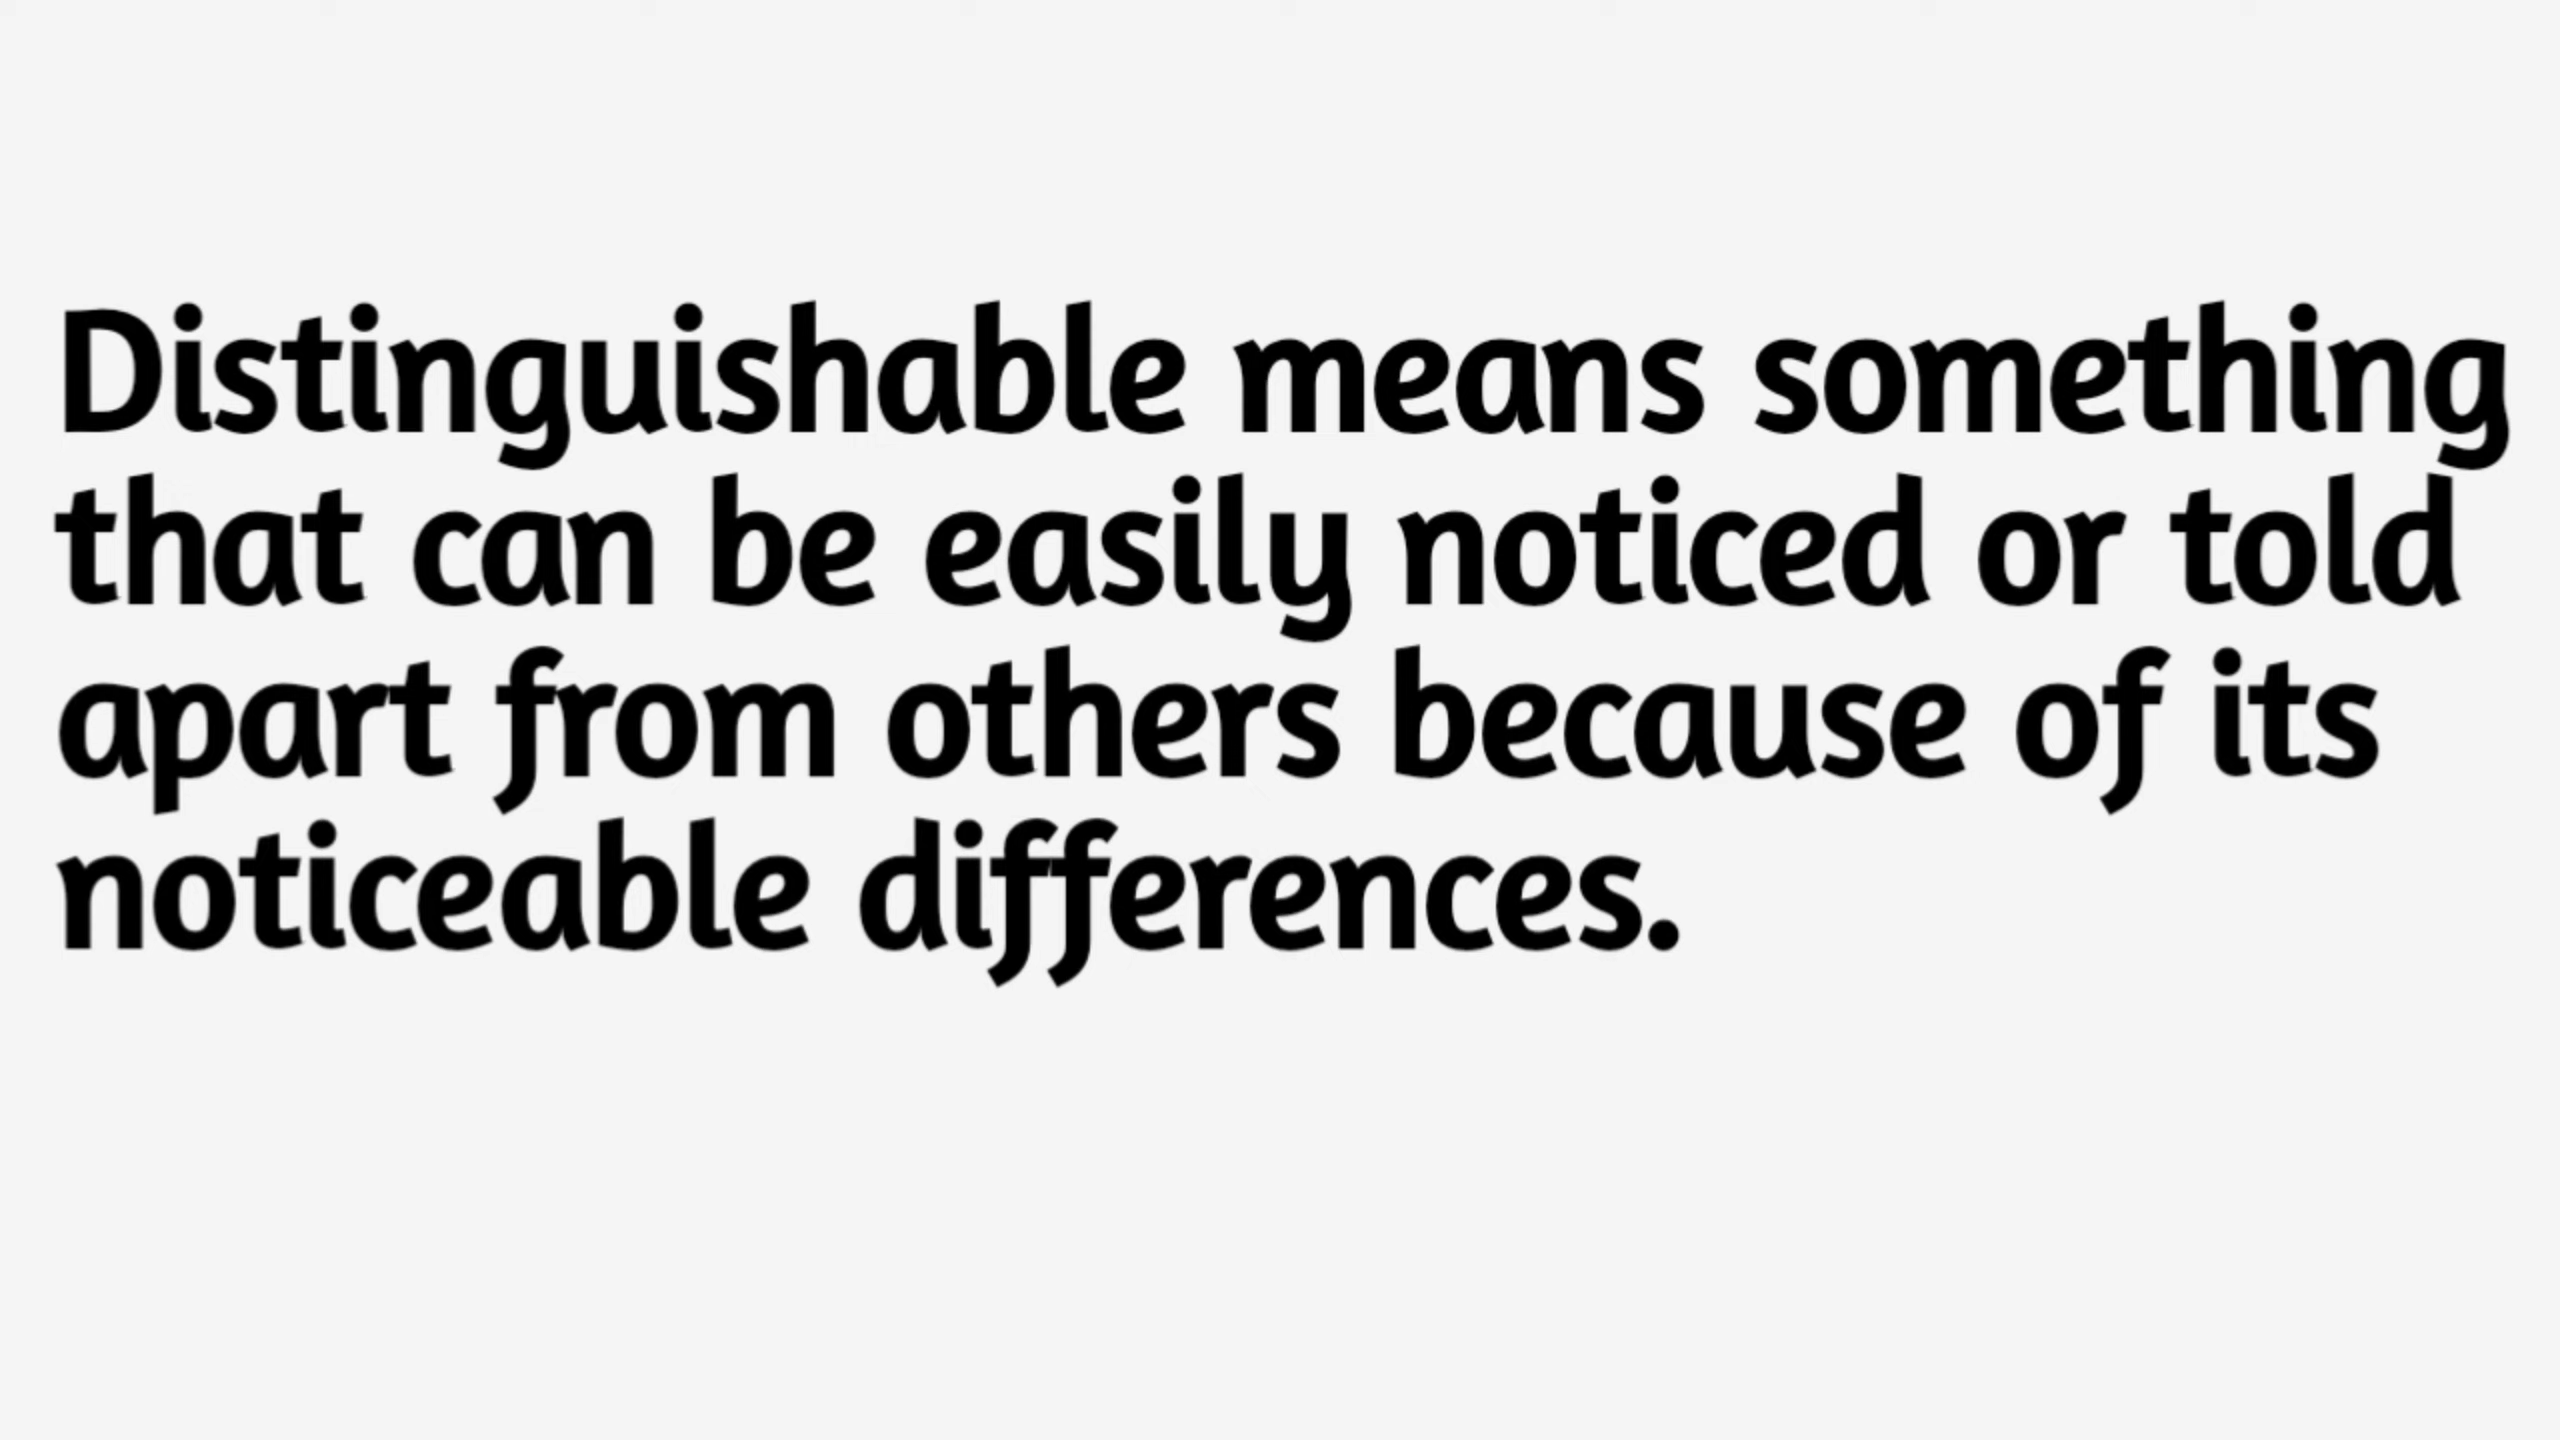 Distinguishable means something
that can be easily noticed or told
apart from others because of its
noticeable differences.